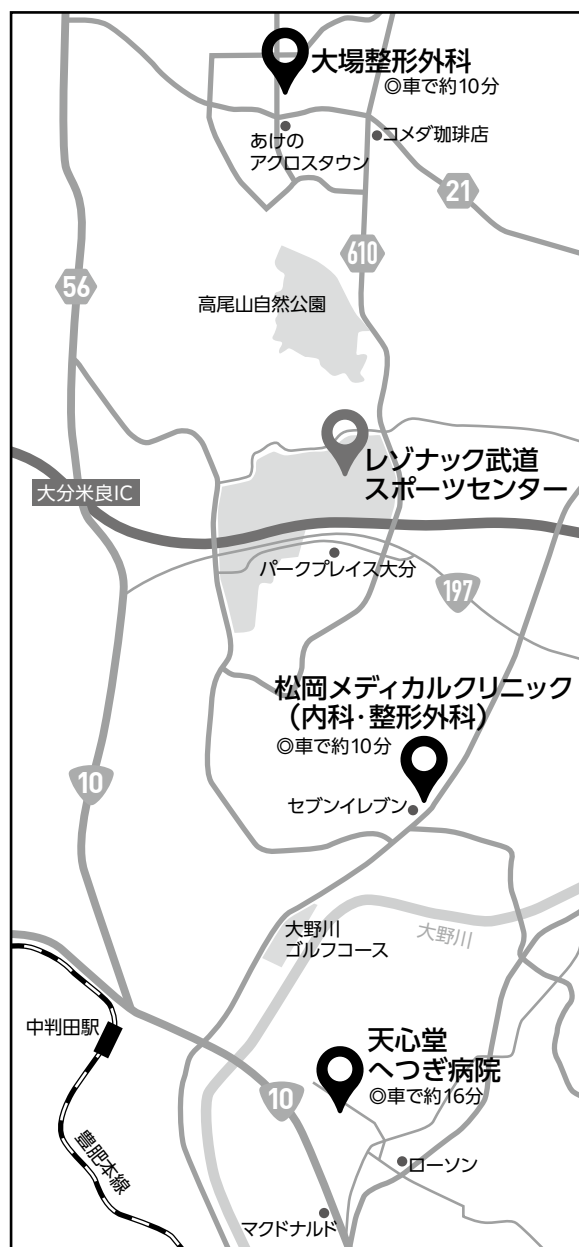 大場整形外科
◎車で約10分
あけの
アクロスタウン
コメダ珈琲店
21
610
56
高尾山自然公園
レゾナック武道
スポーツセンター
大分米良IC
パークプレイス大分
197
松岡メディカルクリニック
（内科・整形外科）
◎車で約10分
10
セブンイレブン
大野川
ゴルフコース
大野川
中判田駅
天心堂
へつぎ病院
◎車で約16分
10
豊肥本線
ローソン
マクドナルド